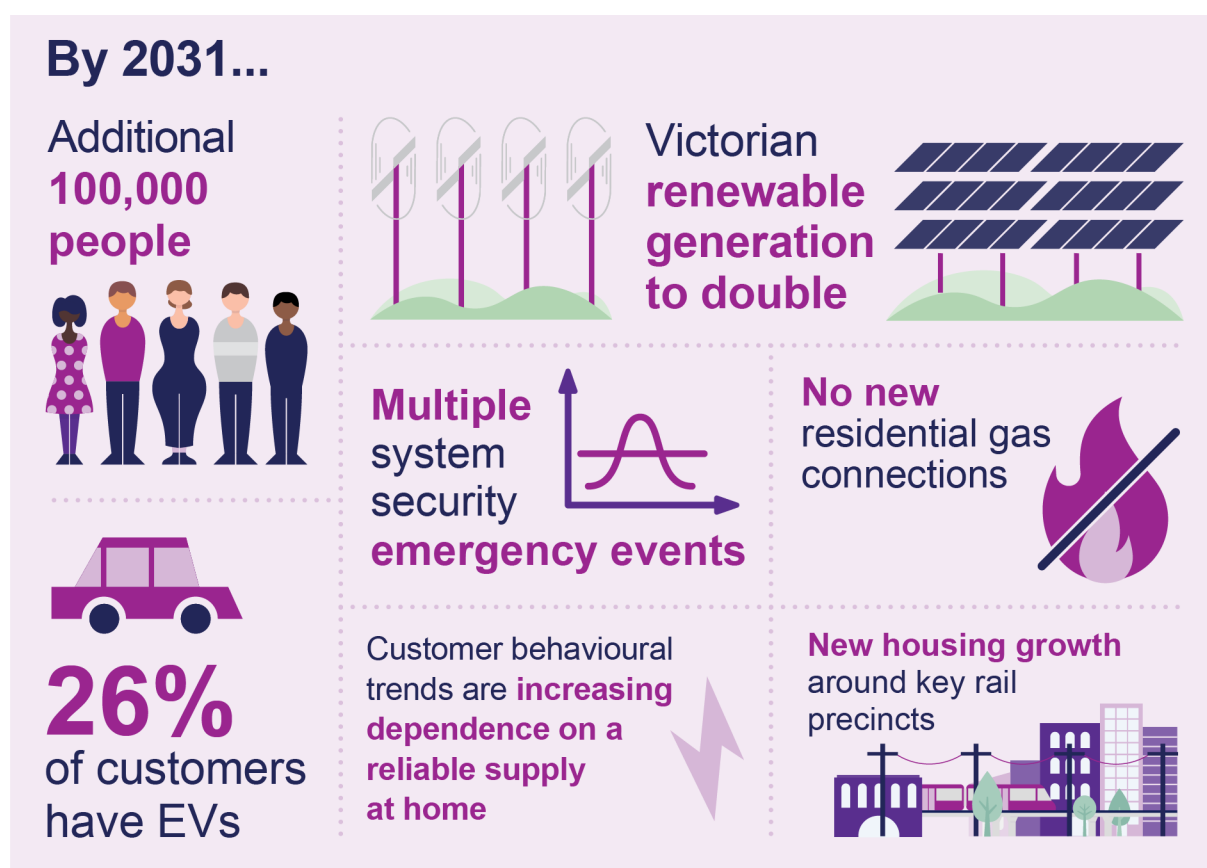 By 2031...
Additional
100,000
people
Victorian
renewable
generation
to double
Multiple
system
security
emergency events
No new
residential gas
connections
26%
of customers
have EVs
Customer behavioural
trends are increasing
dependence on a
reliable supply
at home
New housing growth
around key rail
precincts